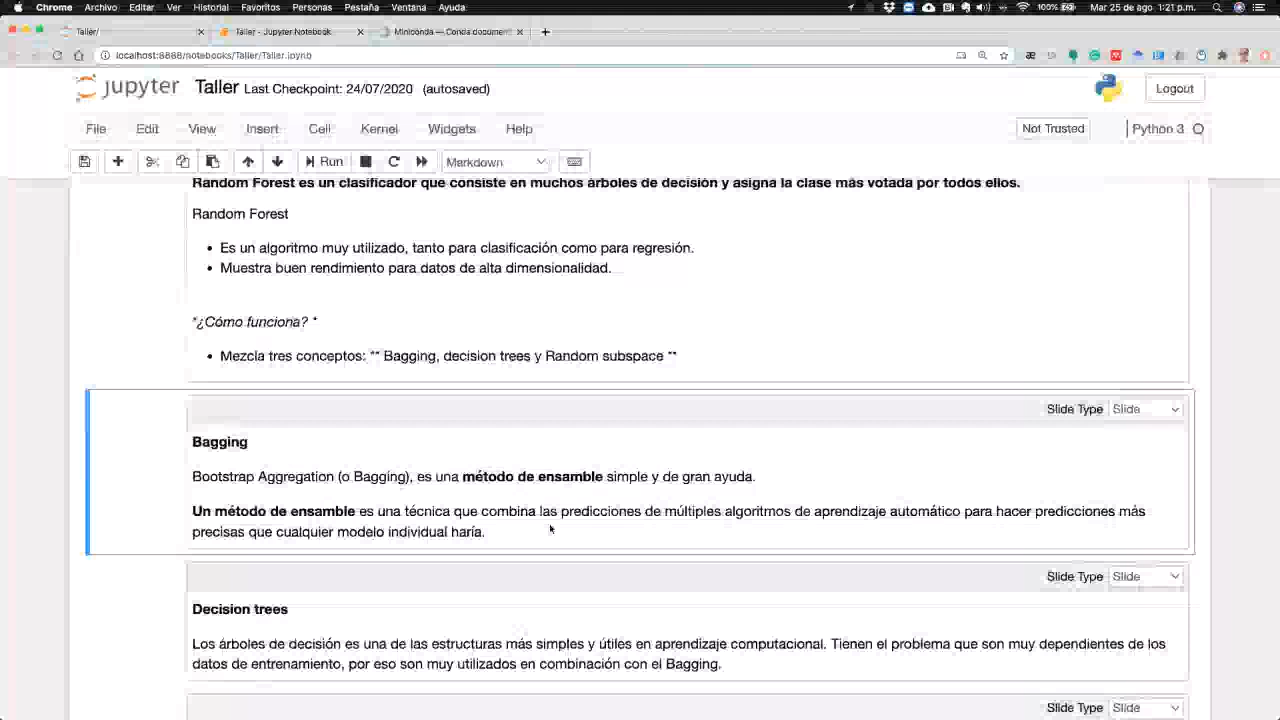 Chrome Archivo Editar Ver Historial Favoritos Personas Pestaña Ventana Ayuda 100% Mar 25 de ago 1:21 p.m.
Taller/ Taller - Jupyter Notebook Miniconda — Conda document
localhost:8888/notebooks/Taller/Taller.ipynb
jupyter Taller Last Checkpoint: 24/07/2020 (autosaved) Logout
File Edit View Insert Cell Kernel Widgets Help Not Trusted Python 3
Run Markdown
Random Forest es un clasificador que consiste en muchos árboles de decisión y asigna la clase más votada por todos ellos.
Random Forest
• Es un algoritmo muy utilizado, tanto para clasificación como para regresión.
• Muestra buen rendimiento para datos de alta dimensionalidad.
*¿Cómo funciona? *
• Mezcla tres conceptos: ** Bagging, decision trees y Random subspace **
Slide Type Slide
Bagging
Bootstrap Aggregation (o Bagging), es una método de ensamble simple y de gran ayuda.
Un método de ensamble es una técnica que combina las predicciones de múltiples algoritmos de aprendizaje automático para hacer predicciones más
precisas que cualquier modelo individual haría.
Slide Type Slide
Decision trees
Los árboles de decisión es una de las estructuras más simples y útiles en aprendizaje computacional. Tienen el problema que son muy dependientes de los
datos de entrenamiento, por eso son muy utilizados en combinación con el Bagging.
Slide Type Slide